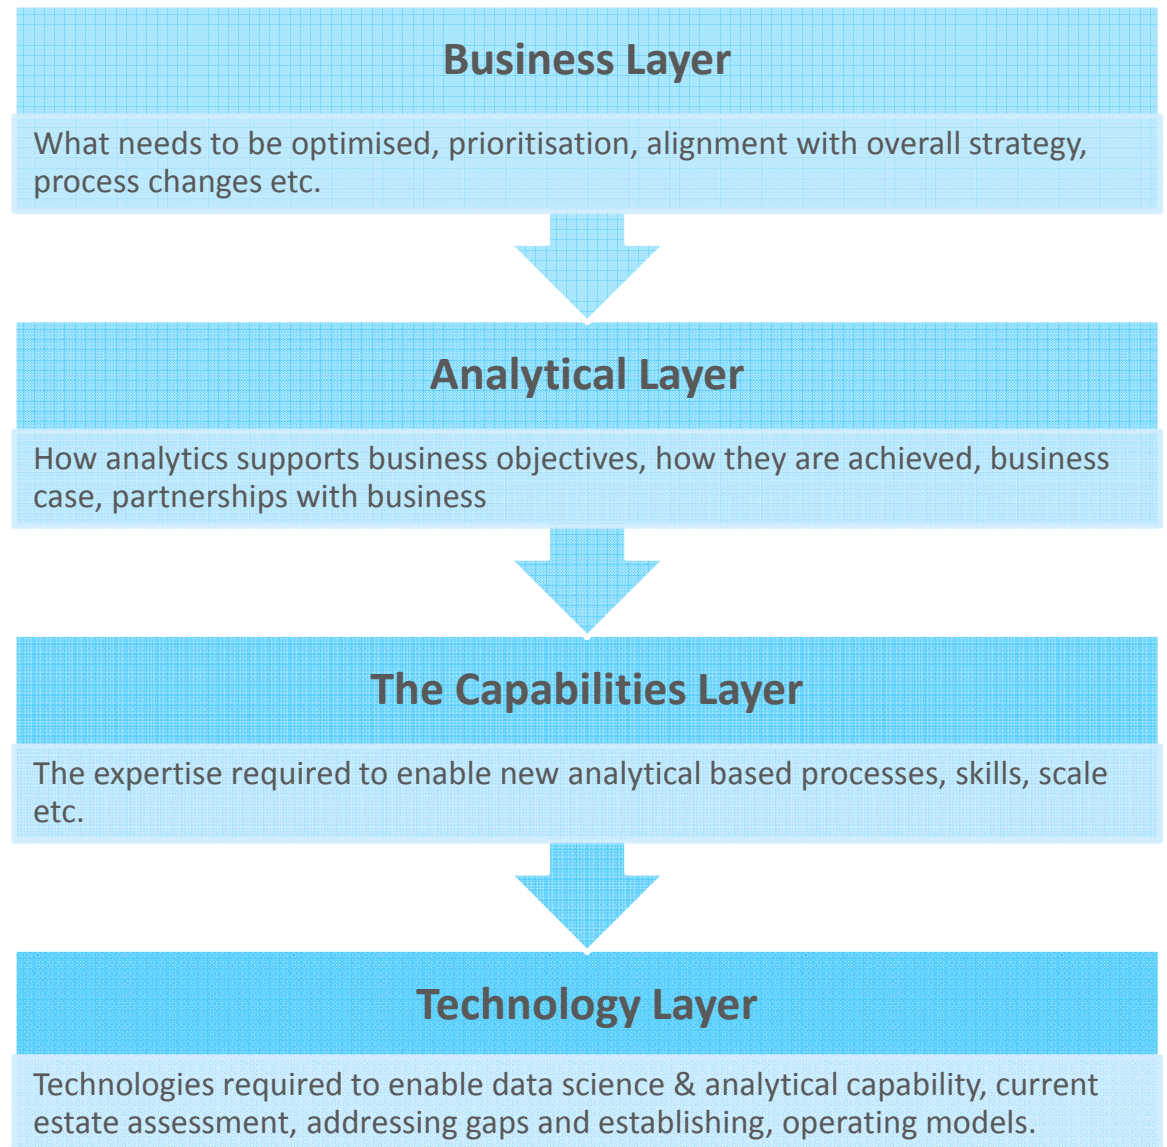 Business Layer
What needs to be optimised, prioritisation, alignment with overall strategy,
process changes etc.
Analytical Layer
How analytics supports business objectives, how they are achieved, business
case, partnerships with business
The Capabilities Layer
The expertise required to enable new analytical based processes, skills, scale
etc.
Technology Layer
Technologies required to enable data science & analytical capability, current
estate assessment, addressing gaps and establishing, operating models.